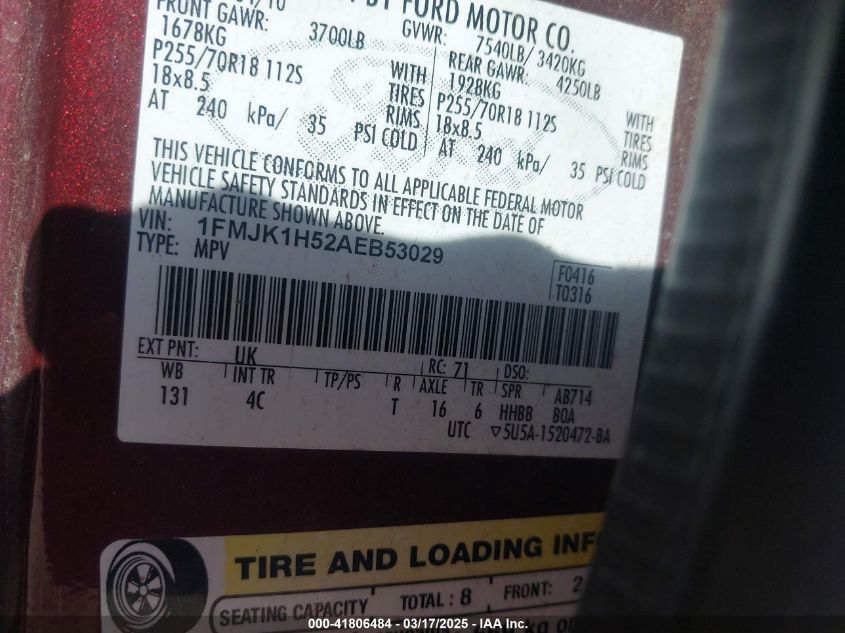 BY FORD MOTOR CO.
/10
FRONT GAWR: 3700LB GVWR: 7540LB/ 3420KG
1678KG REAR GAWR: 4250LB
P255/70R18 112S WITH 1928KG
18x8.5 TIRES P255/70R18 112S WITH
AT 240 kPa/ 35 PSI COLD RIMS 18x8.5 TIRES
AT 240 kPa/ 35 PSI COLD RIMS
THIS VEHICLE CONFORMS TO ALL APPLICABLE FEDERAL MOTOR
VEHICLE SAFETY STANDARDS IN EFFECT ON THE DATE OF
MANUFACTURE SHOWN ABOVE.
VIN: 1FMJK1H52AEB53029
TYPE: MPV
F0416
T0316
EXT PNT: UK RC: 71 DSO:
WB INT TR TP/PS R AXLE TR SPR AB714
131 4C T 16 6 HHBB BOA
UTC ▽5U5A-1520472-BA
TIRE AND LOADING INFO
SEATING CAPACITY TOTAL: 8 FRONT: 2
000-41806484 - 03/17/2025 - IAA Inc.